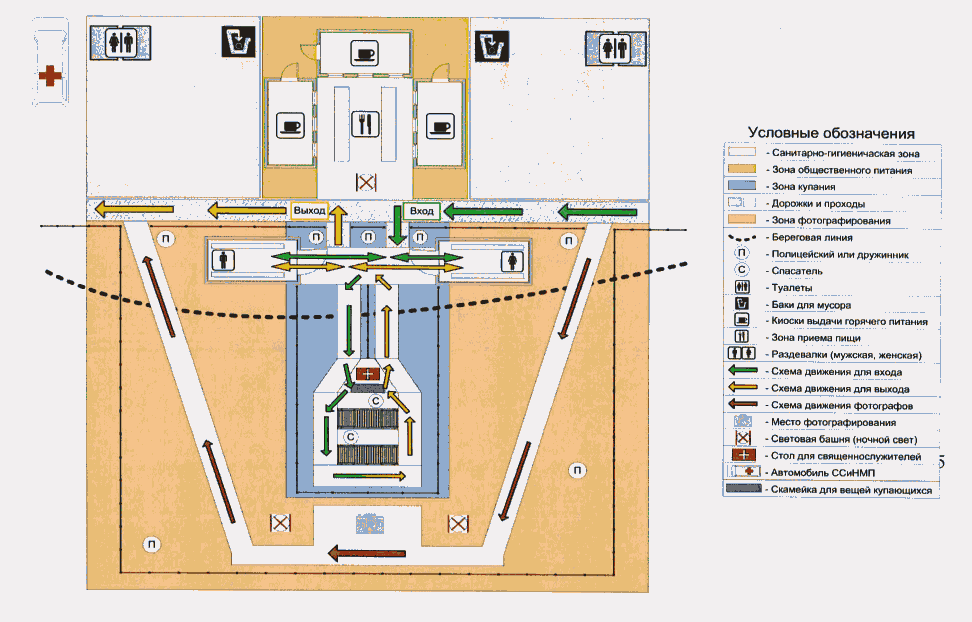 Выход
Вход
П
П
П
П
П
С
С
П
П
Условные обозначения
- Санитарно-гигиеничаская зона
- Зона общественного питания
- Зона купания
- Дорожки и проходы
- Зона фотографирования
- Береговая линия
П - Полицейский или дружинник
С - Спасатель
- Туалеты
- Баки для мусора
- Киоски выдачи горячего питания
- Зона приема пищи
- Раздевалки (мужская, женская)
- Схема движения для входа
- Схема движения для выхода
- Схема движения фотографов
- Место фотографирования
- Световая башня (ночной свет)
- Стол для священнослужителей
- Автомобиль ССиНМП
- Скамейка для вещей купающихся
5